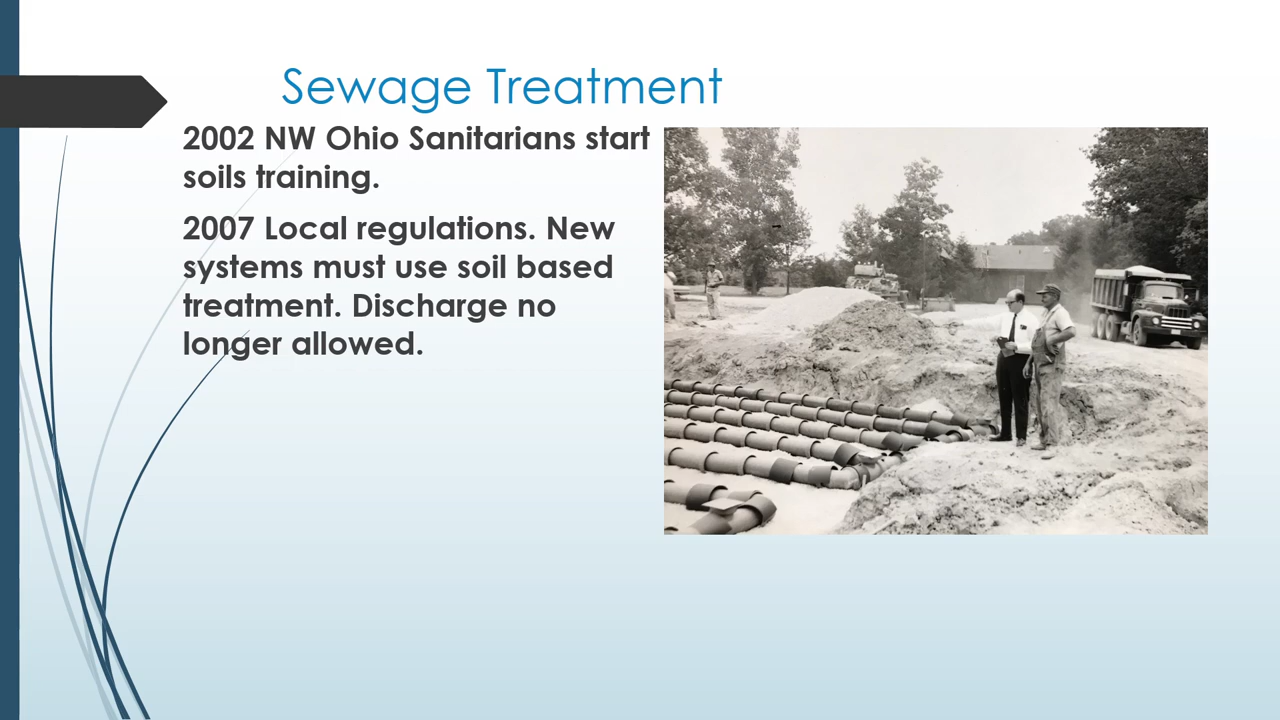 Sewage Treatment
2002 NW Ohio Sanitarians start
soils training.
2007 Local regulations. New
systems must use soil based
treatment. Discharge no
longer allowed.